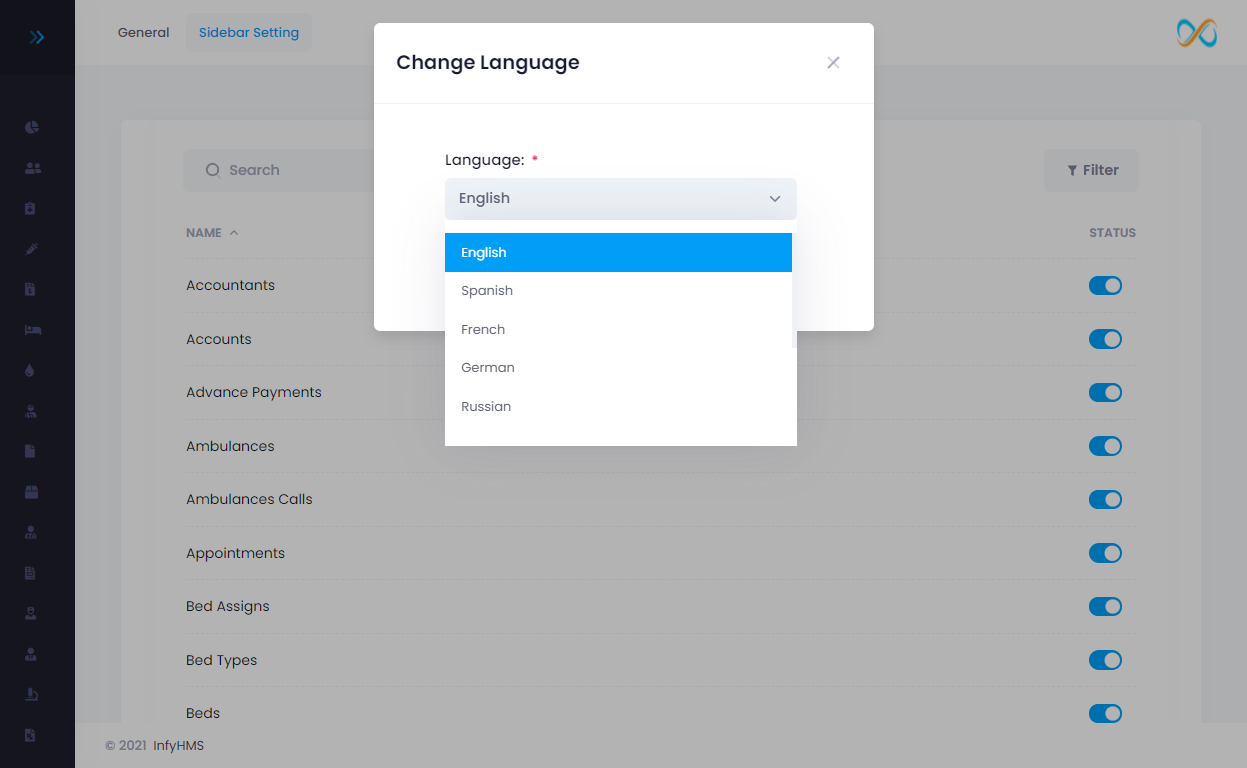 General
Sidebar Setting
Change Language
Language: *
English
English
Spanish
French
German
Russian
Search
Filter
NAME
STATUS
Accountants
Accounts
Advance Payments
Ambulances
Ambulances Calls
Appointments
Bed Assigns
Bed Types
Beds
© 2021 InfyHMS